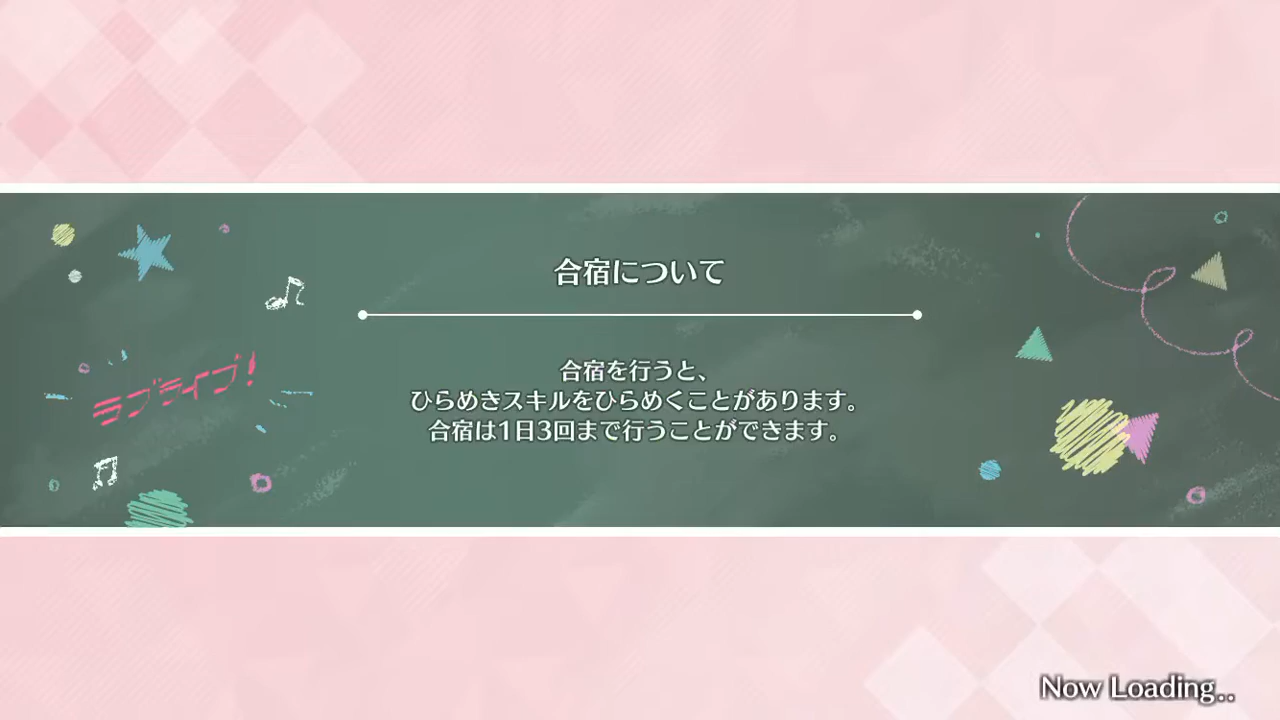 合宿について
ラブライブ!
合宿を行うと、
ひらめきスキルをひらめくことがあります。
合宿は1日3回まで行うことができます。
Now Loading..